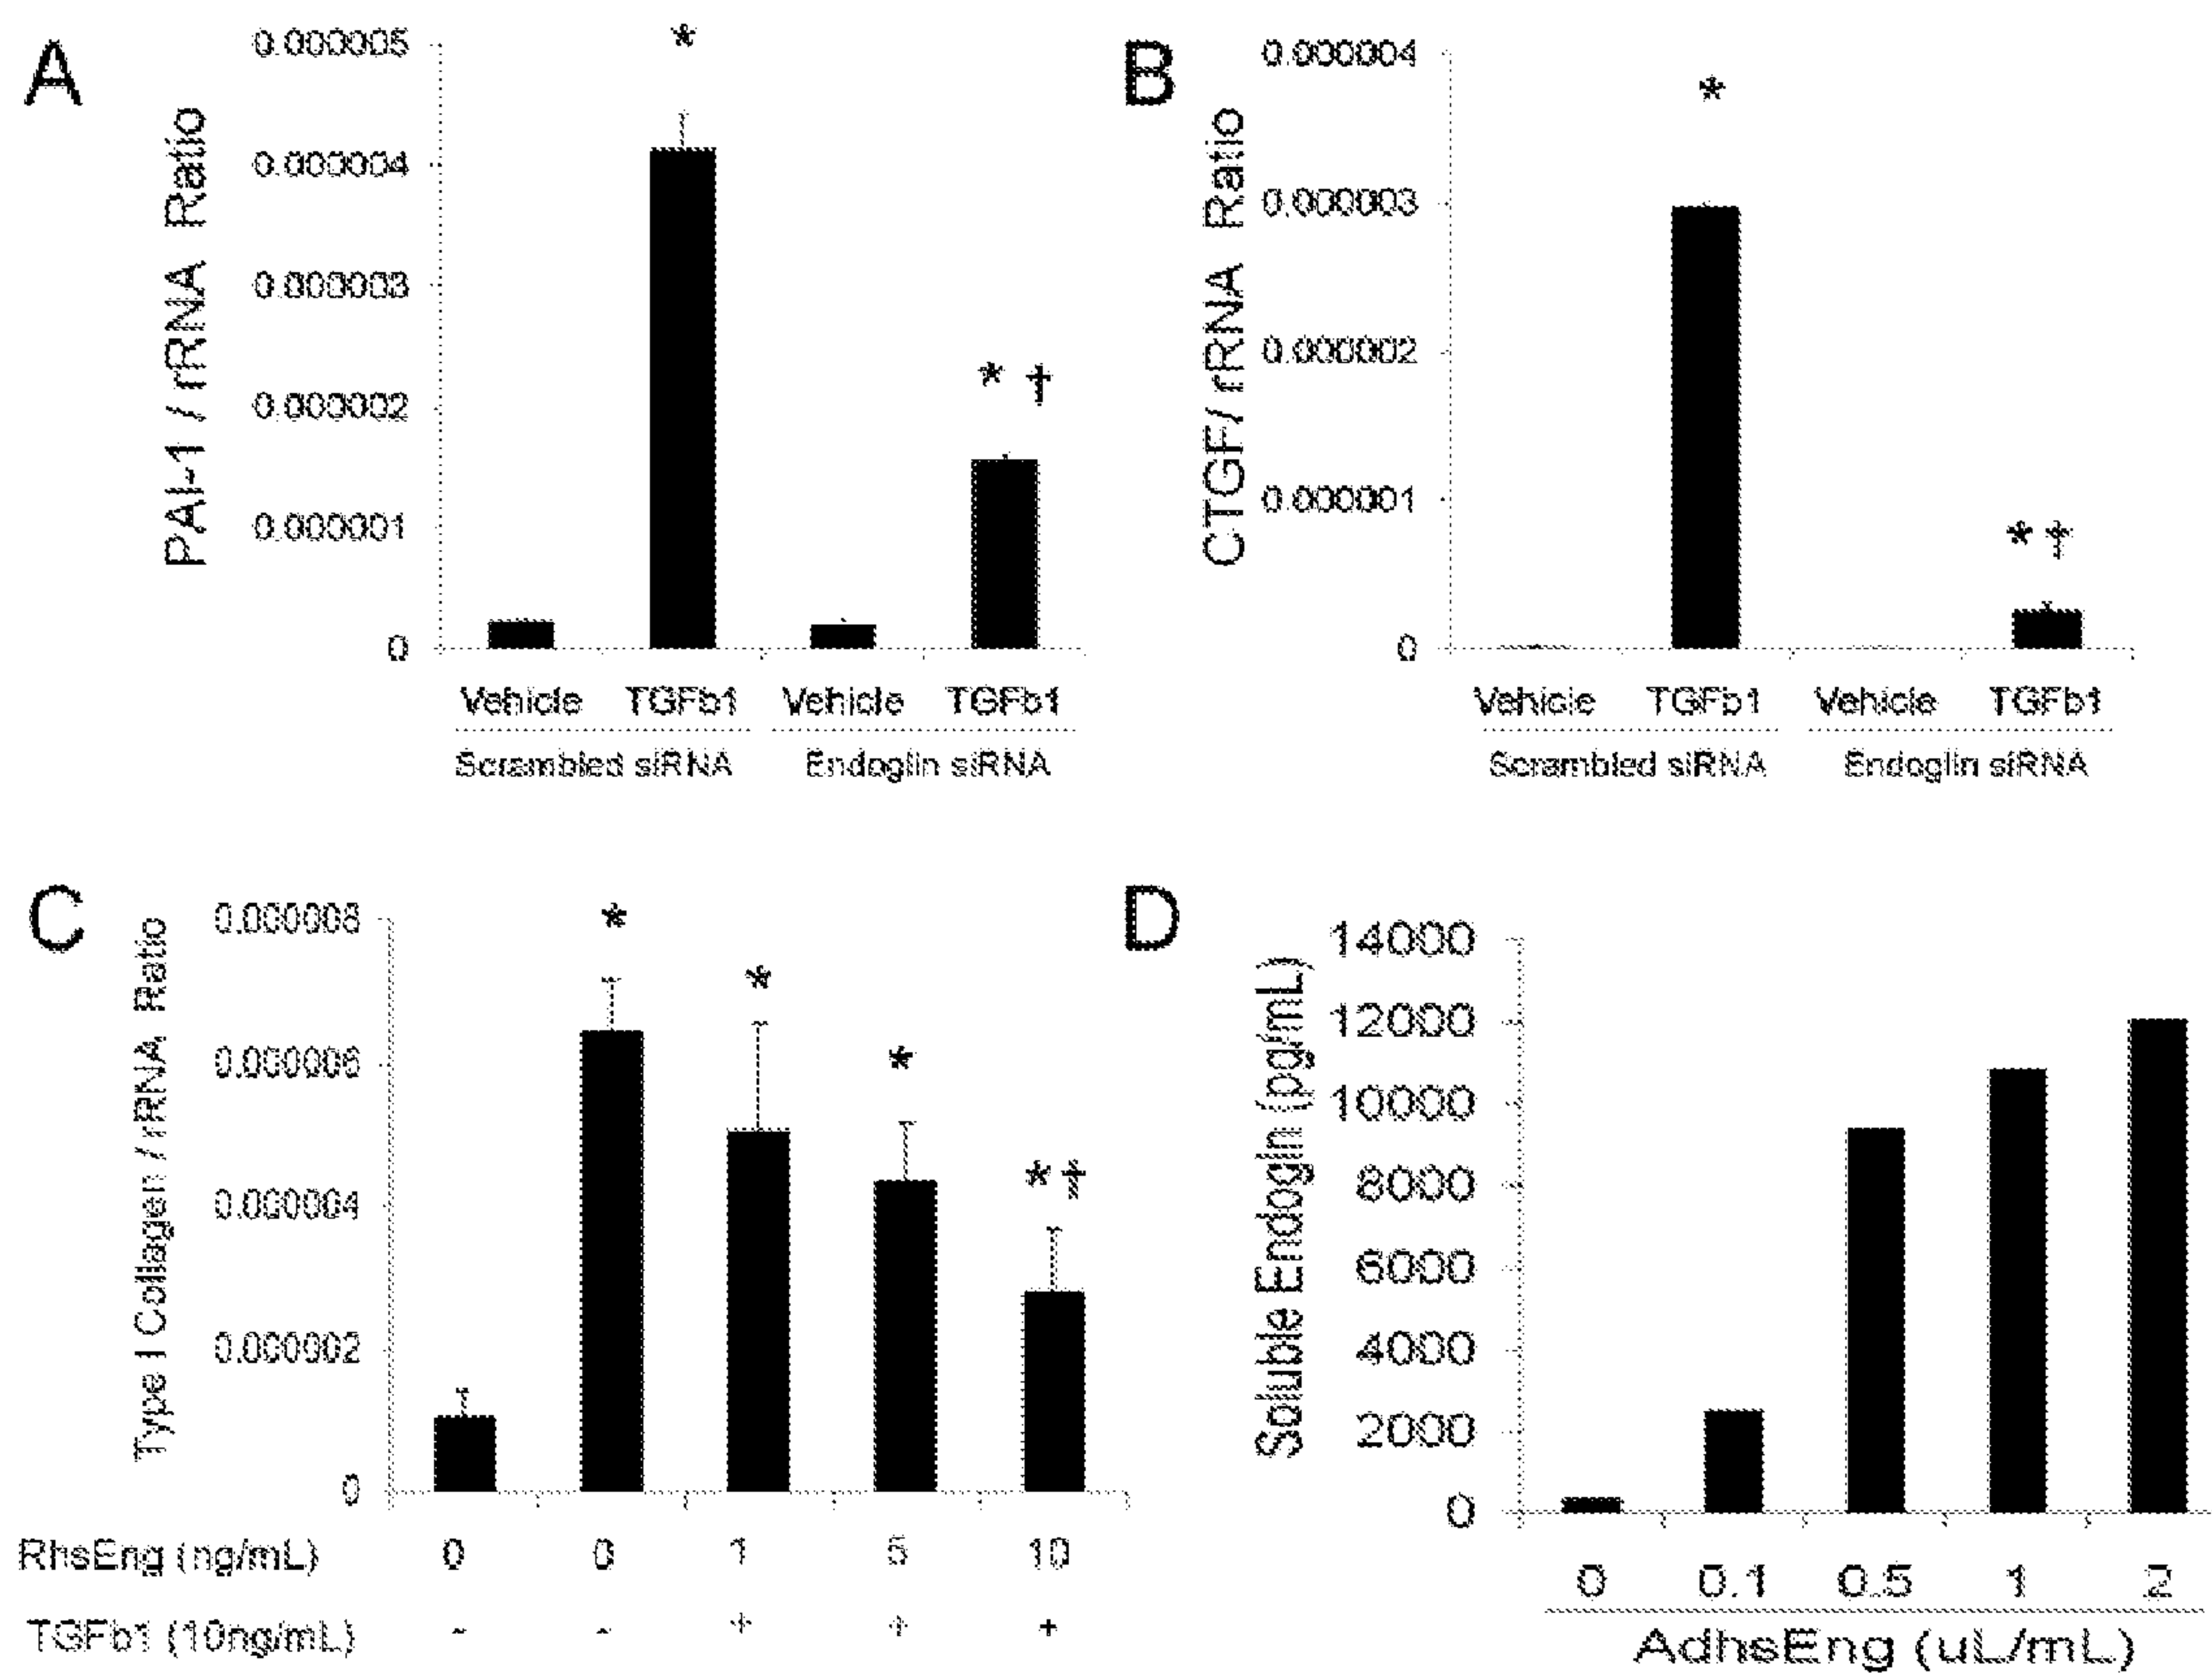 A
PAI-1 / rRNA Ratio
0.000005
0.000004
0.000003
0.000002
0.000001
0
*
* †
Vehicle TGFb1 Vehicle TGFb1
Scrambled siRNA Endoglin siRNA
B
CTGF/ rRNA Ratio
0.000004
0.000003
0.000002
0.000001
0
*
* †
Vehicle TGFb1 Vehicle TGFb1
Scrambled siRNA Endoglin siRNA
C
Type I Collagen / rRNA Ratio
0.000008
0.000006
0.000004
0.000002
0
*
*
*
* ‡
RhsEng (ng/mL) 0 0 1 5 10
TGFb1 (10ng/mL) - - + + +
D
Soluble Endogln (pg/mL)
14000
12000
10000
8000
6000
4000
2000
0
0 0.1 0.5 1 2
AdhsEng (uL/mL)